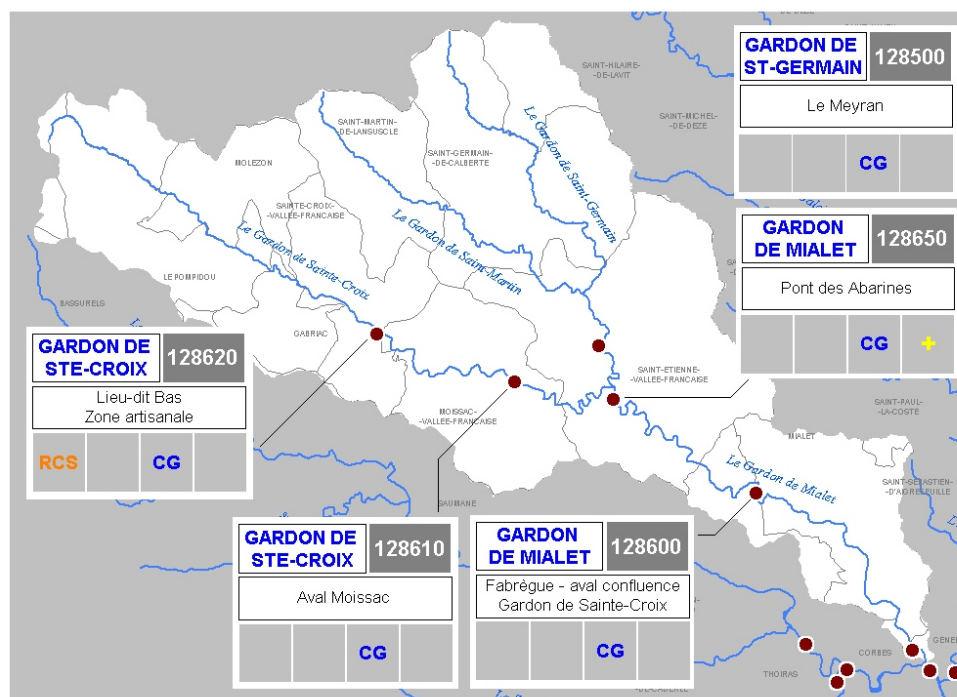 GARDON DE
ST-GERMAIN
128500
Le Meyran
CG
GARDON
DE MIALET
128650
Pont des Abarines
CG
+
SAINT-HILAIRE
-DE-LAVIT
SAINT-MICHEL
-DE-DEZE
SAINT-MARTIN
-DE-LANSUSCLE
SAINT-GERMAIN
-DE-CALBERTE
MOLEZON
SAINTE-CROIX
-VALLEE-FRANCAISE
LE POMPIDOU
BASSURELS
GABRIAC
Le Gardon de Saint-Germain
Le Gardon de Saint-Martin
Le Gardon de Sainte-Croix
GARDON DE
STE-CROIX
128620
Lieu-dit Bas
Zone artisanale
RCS
CG
SAINT-ETIENNE
-VALLEE-FRANCAISE
MOISSAC
-VALLEE-FRANCAISE
SAINT-PAUL
-LA-COSTE
MIALET
Le Gardon de Mialet
SAINT-SEBASTIEN
-D'AIGREFEUILLE
SAUMANE
GARDON DE
STE-CROIX
128610
Aval Moissac
CG
GARDON
DE MIALET
128600
Fabrègue - aval confluence
Gardon de Sainte-Croix
CG
CORBES
THOIRAS